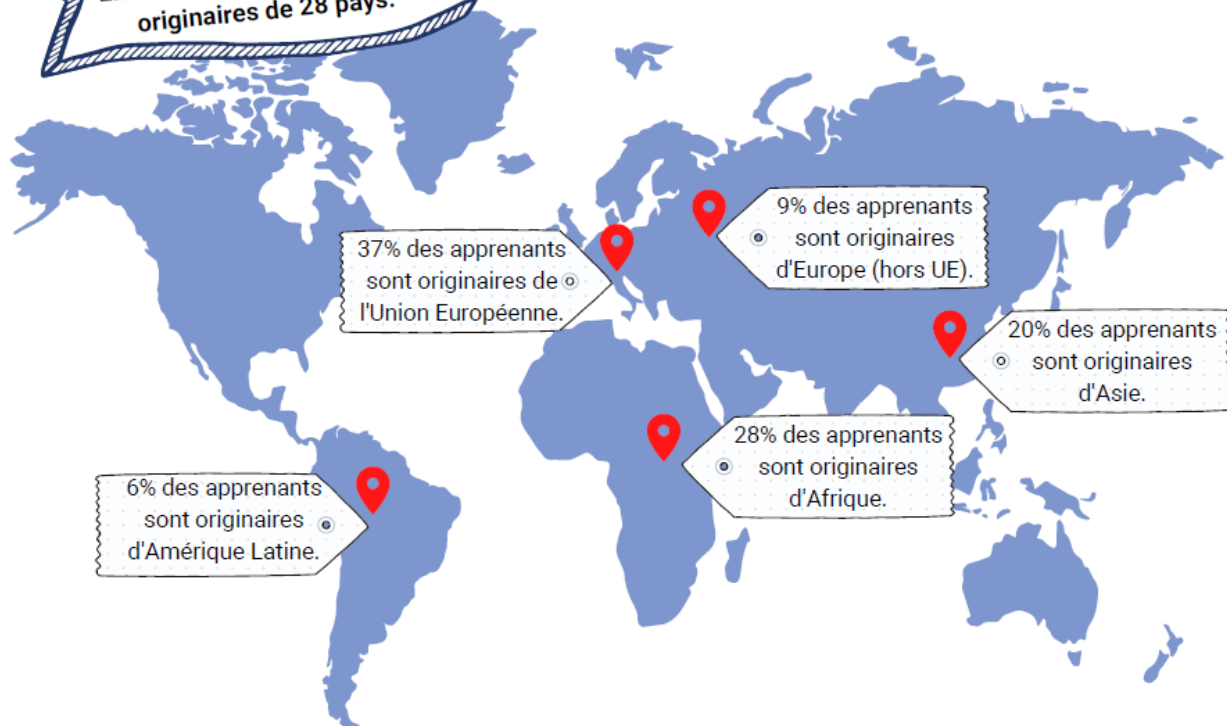 originaires de 28 pays.
9% des apprenants
sont originaires
d'Europe (hors UE).
37% des apprenants
sont originaires de
l'Union Européenne.
20% des apprenants
sont originaires
d'Asie.
28% des apprenants
sont originaires
d'Afrique.
6% des apprenants
sont originaires
d'Amérique Latine.